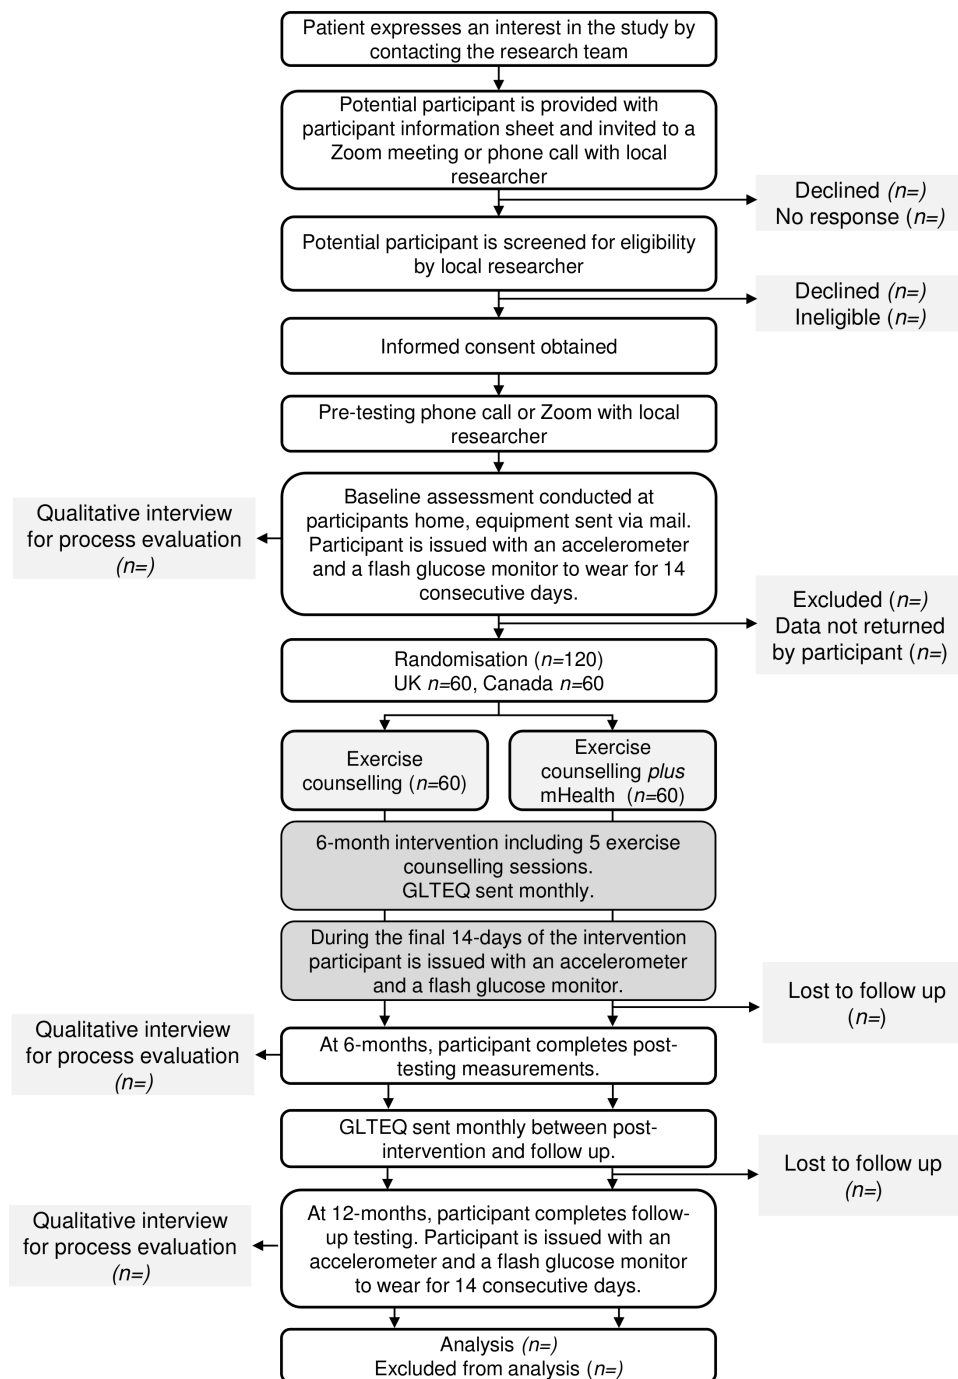 Patient expresses an interest in the study by
contacting the research team
Potential participant is provided with
participant information sheet and invited to a
Zoom meeting or phone call with local
researcher
Declined (n=)
No response (n=)
Potential participant is screened for eligibility
by local researcher
Declined (n=)
Ineligible (n=)
Informed consent obtained
Pre-testing phone call or Zoom with local
researcher
Baseline assessment conducted at
participants home, equipment sent via mail.
Participant is issued with an accelerometer
and a flash glucose monitor to wear for 14
consecutive days.
Qualitative interview
for process evaluation
(n=)
Excluded (n=)
Data not returned
by participant (n=)
Randomisation (n=120)
UK n=60, Canada n=60
Exercise
counselling (n=60)
Exercise
counselling plus
mHealth (n=60)
6-month intervention including 5 exercise
counselling sessions.
GLTEQ sent monthly.
During the final 14-days of the intervention
participant is issued with an accelerometer
and a flash glucose monitor.
Lost to follow up
(n=)
Qualitative interview
for process evaluation
(n=)
At 6-months, participant completes post-
testing measurements.
GLTEQ sent monthly between post-
intervention and follow up.
Lost to follow up
(n=)
Qualitative interview
for process evaluation
(n=)
At 12-months, participant completes follow-
up testing. Participant is issued with an
accelerometer and a flash glucose monitor
to wear for 14 consecutive days.
Analysis (n=)
Excluded from analysis (n=)